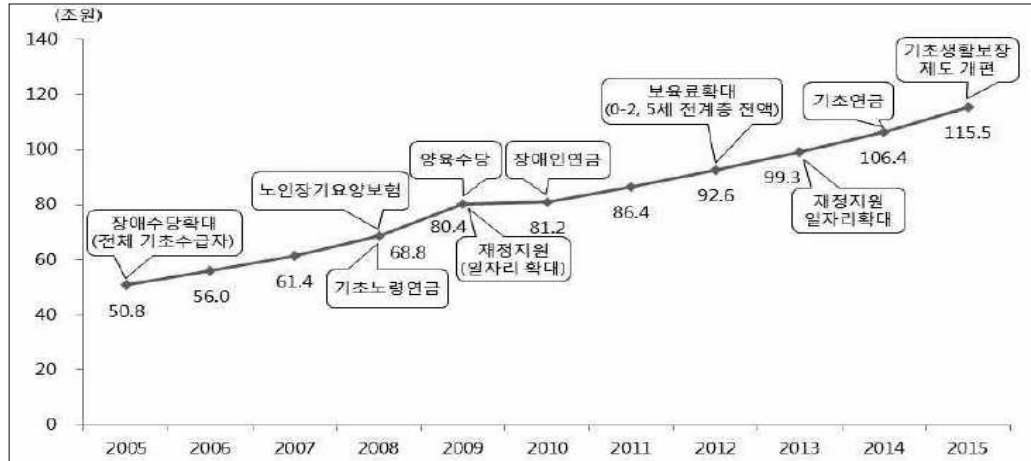 (조원)
140
120
100
80
60
40
20
0
장애수당확대
(전체 기초수급자)
노인장기요양보험
기초노령연금
양육수당
재정지원
(일자리 확대)
장애인연금
보육료확대
(0-2, 5세 전계층 전액)
재정지원
일자리확대
기초연금
기초생활보장
제도 개편
50.8
56.0
61.4
68.8
80.4
81.2
86.4
92.6
99.3
106.4
115.5
2005 2006 2007 2008 2009 2010 2011 2012 2013 2014 2015